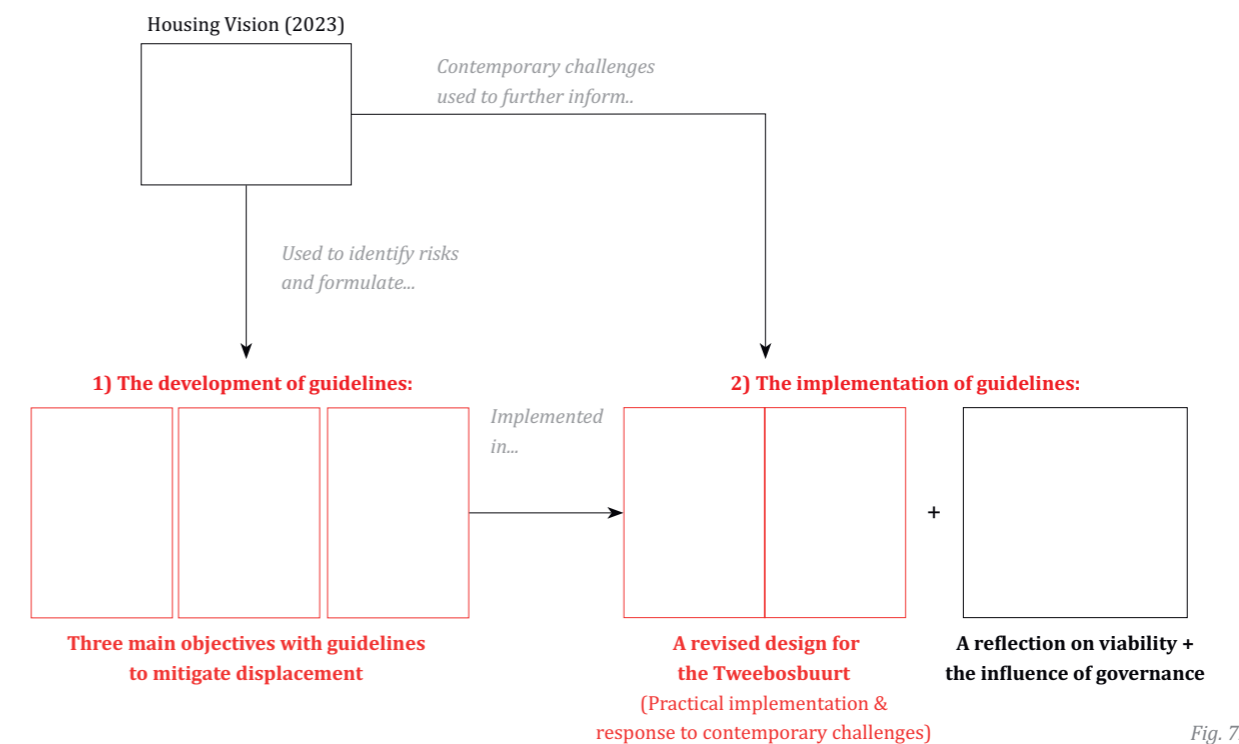 Housing Vision (2023)
Contemporary challenges
used to further inform..
Used to identify risks
and formulate...
1) The development of guidelines:
2) The implementation of guidelines:
Implemented
in...
+
Three main objectives with guidelines
to mitigate displacement
A revised design for
the Tweebosbuurt
(Practical implementation &
response to contemporary challenges)
A reflection on viability +
the influence of governance
Fig. 7